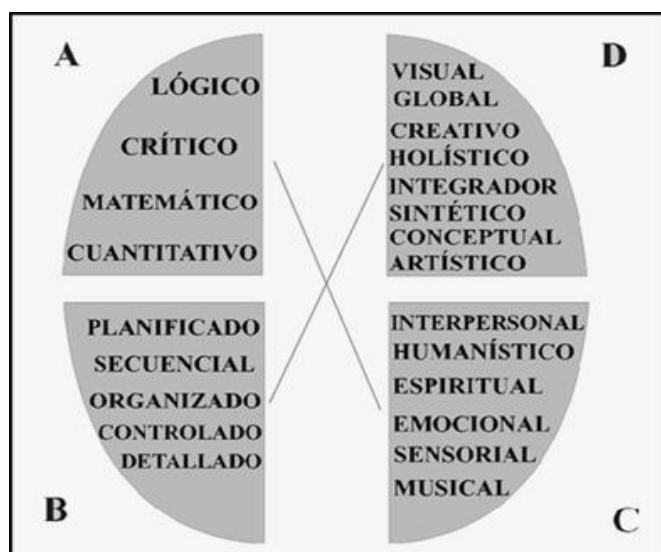 A
LÓGICO
CRÍTICO
MATEMÁTICO
CUANTITATIVO
D
VISUAL
GLOBAL
CREATIVO
HOLÍSTICO
INTEGRADOR
SINTÉTICO
CONCEPTUAL
ARTÍSTICO
PLANIFICADO
SECUENCIAL
ORGANIZADO
CONTROLADO
DETALLADO
B
INTERPERSONAL
HUMANÍSTICO
ESPIRITUAL
EMOCIONAL
SENSORIAL
MUSICAL
C